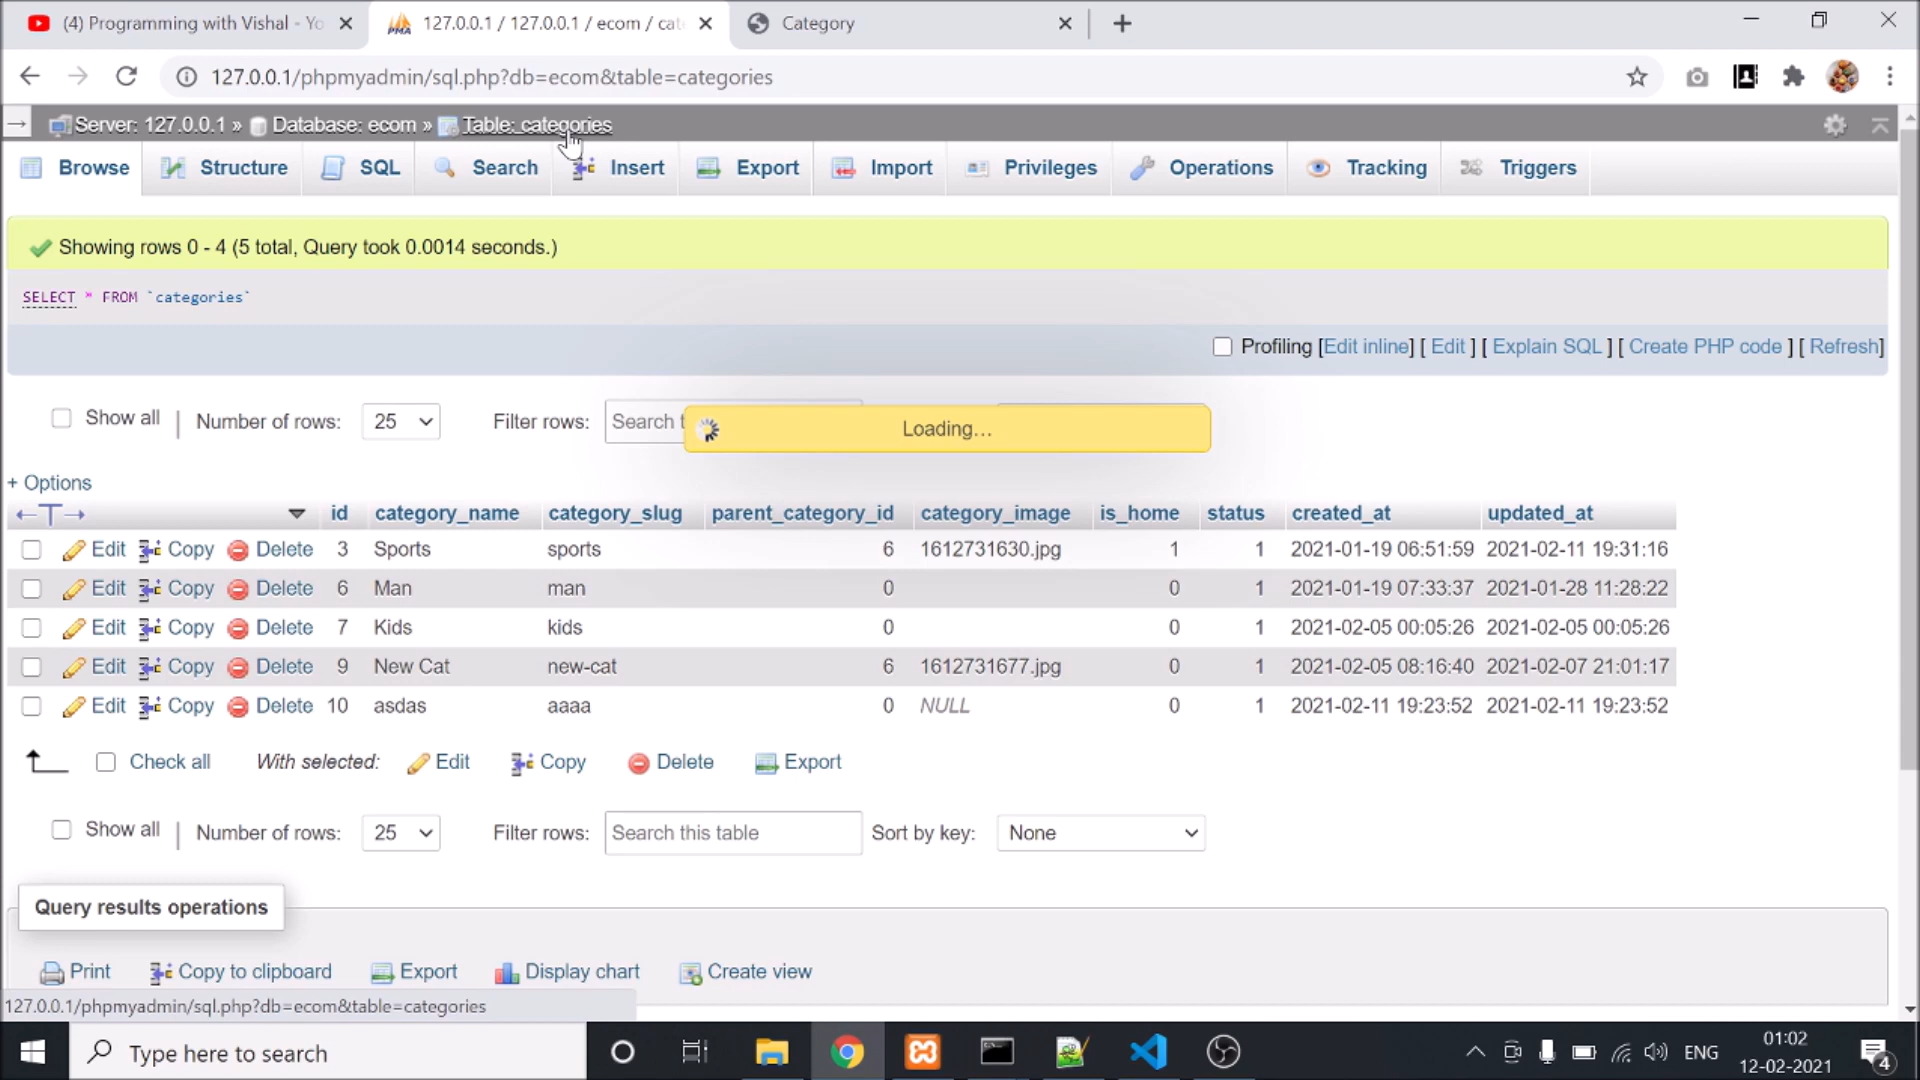 (4) Programming with Vishal - Yo
127.0.0.1 / 127.0.0.1 / ecom / cat
Category
127.0.0.1/phpmyadmin/sql.php?db=ecom&table=categories
Server: 127.0.0.1 » Database: ecom » Table: categories
Browse Structure SQL Search Insert Export Import Privileges Operations Tracking Triggers
Showing rows 0 - 4 (5 total, Query took 0.0014 seconds.)
SELECT * FROM `categories`
Profiling [Edit inline] [ Edit ] [ Explain SQL ] [ Create PHP code ] [ Refresh]
Show all | Number of rows: 25 Filter rows: Search t
Loading…
+ Options
←T→ id category_name category_slug parent_category_id category_image is_home status created_at updated_at
Edit Copy Delete 3 Sports sports 6 1612731630.jpg 1 1 2021-01-19 06:51:59 2021-02-11 19:31:16
Edit Copy Delete 6 Man man 0 0 1 2021-01-19 07:33:37 2021-01-28 11:28:22
Edit Copy Delete 7 Kids kids 0 0 1 2021-02-05 00:05:26 2021-02-05 00:05:26
Edit Copy Delete 9 New Cat new-cat 6 1612731677.jpg 0 1 2021-02-05 08:16:40 2021-02-07 21:01:17
Edit Copy Delete 10 asdas aaaa 0 NULL 0 1 2021-02-11 19:23:52 2021-02-11 19:23:52
Check all With selected: Edit Copy Delete Export
Show all | Number of rows: 25 Filter rows: Search this table Sort by key: None
Query results operations
Print Copy to clipboard Export Display chart Create view
127.0.0.1/phpmyadmin/sql.php?db=ecom&table=categories
Type here to search
ENG
01:02
12-02-2021
4